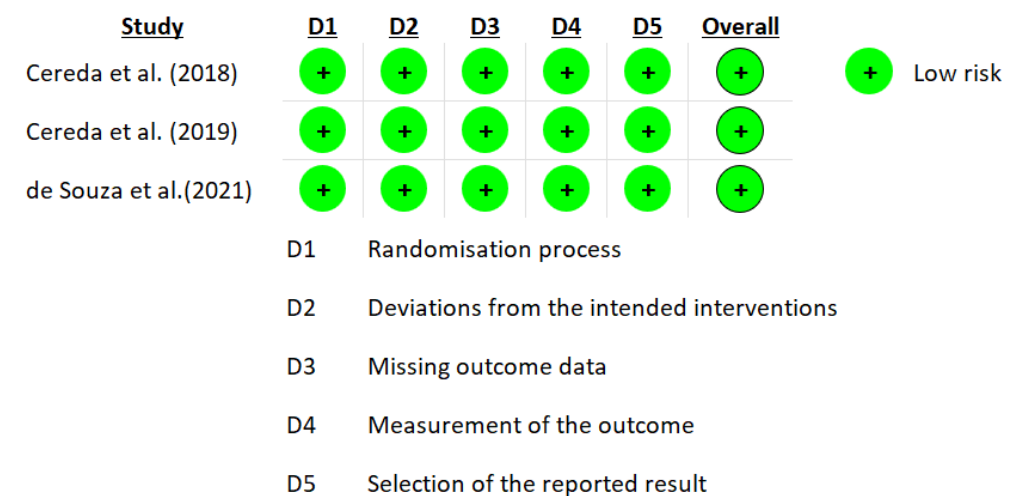 Study D1 D2 D3 D4 D5 Overall
Cereda et al. (2018) + + + + + + + Low risk
Cereda et al. (2019) + + + + + +
de Souza et al.(2021) + + + + + +
D1 Randomisation process
D2 Deviations from the intended interventions
D3 Missing outcome data
D4 Measurement of the outcome
D5 Selection of the reported result